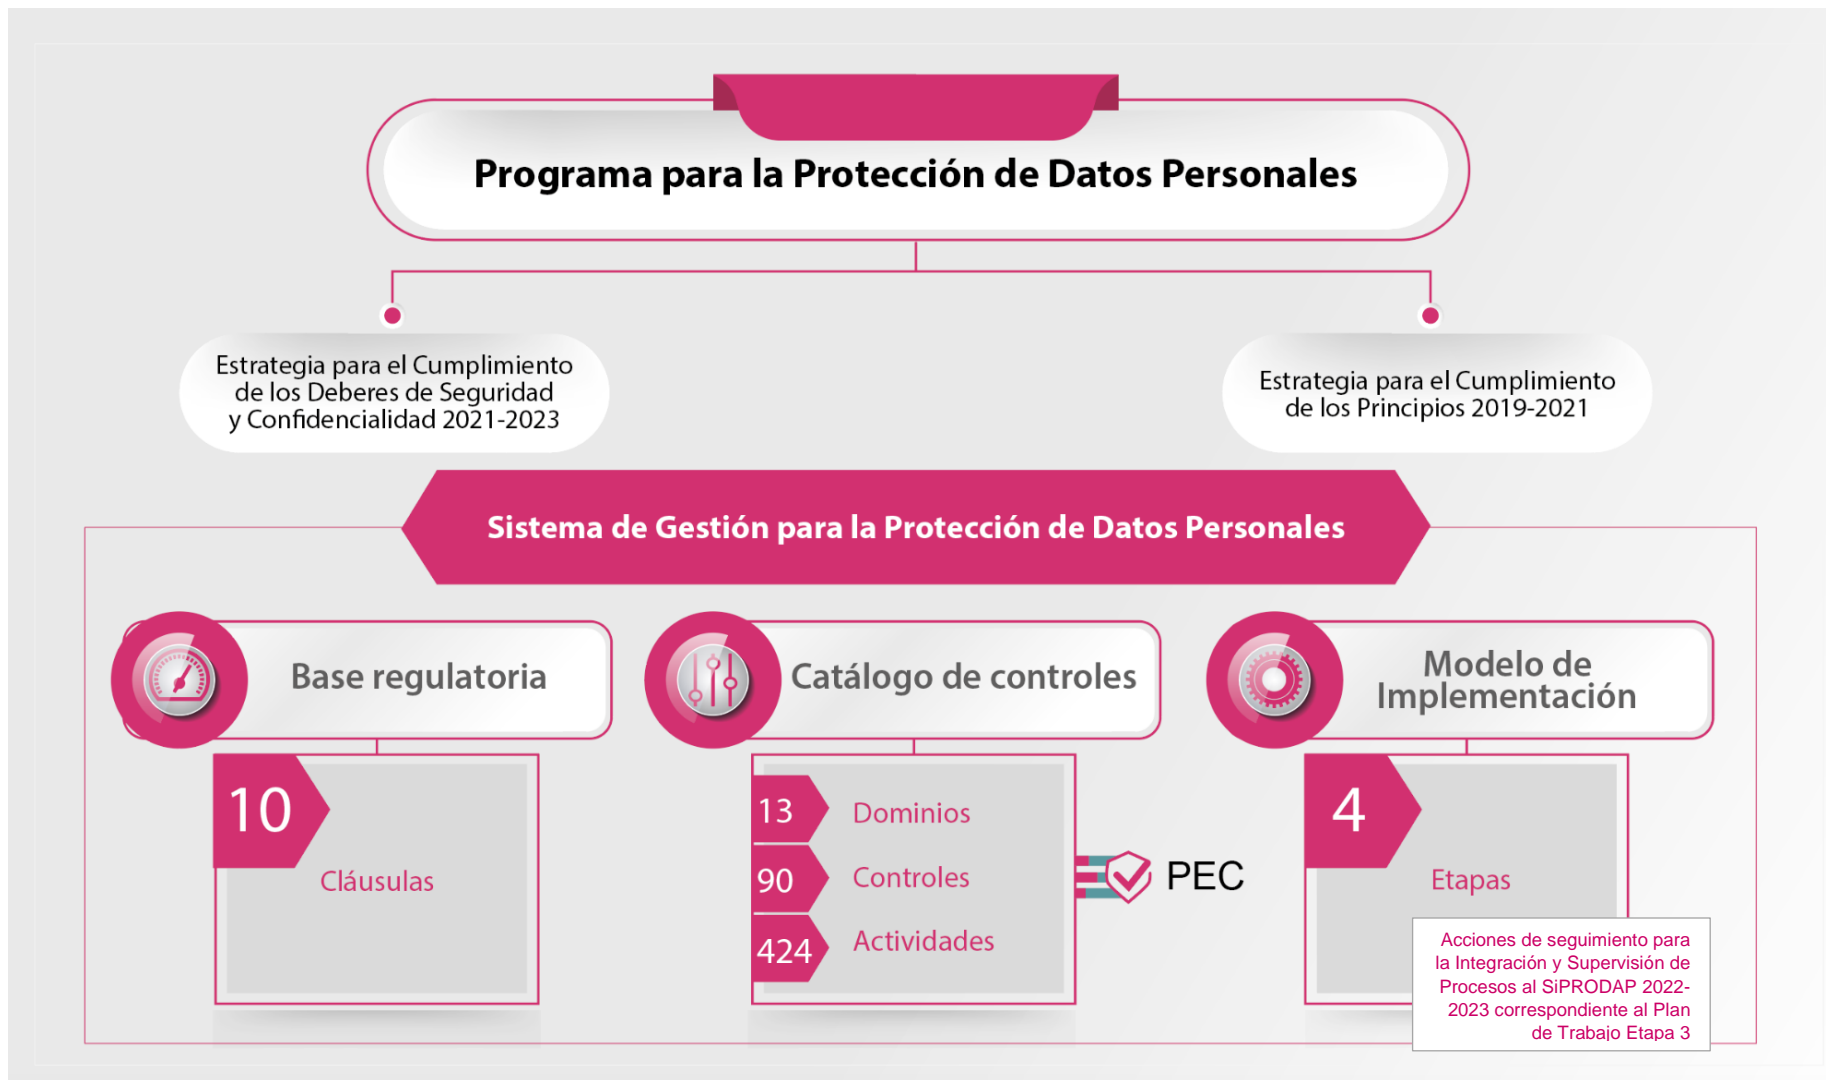 Programa para la Protección de Datos Personales
Estrategia para el Cumplimiento
de los Deberes de Seguridad
y Confidencialidad 2021-2023
Estrategia para el Cumplimiento
de los Principios 2019-2021
Sistema de Gestión para la Protección de Datos Personales
Base regulatoria
10
Cláusulas
Catálogo de controles
13 Dominios
90 Controles
424 Actividades
PEC
Modelo de
Implementación
4
Etapas
Acciones de seguimiento para
la Integración y Supervisión de
Procesos al SiPRODAP 2022-
2023 correspondiente al Plan
de Trabajo Etapa 3